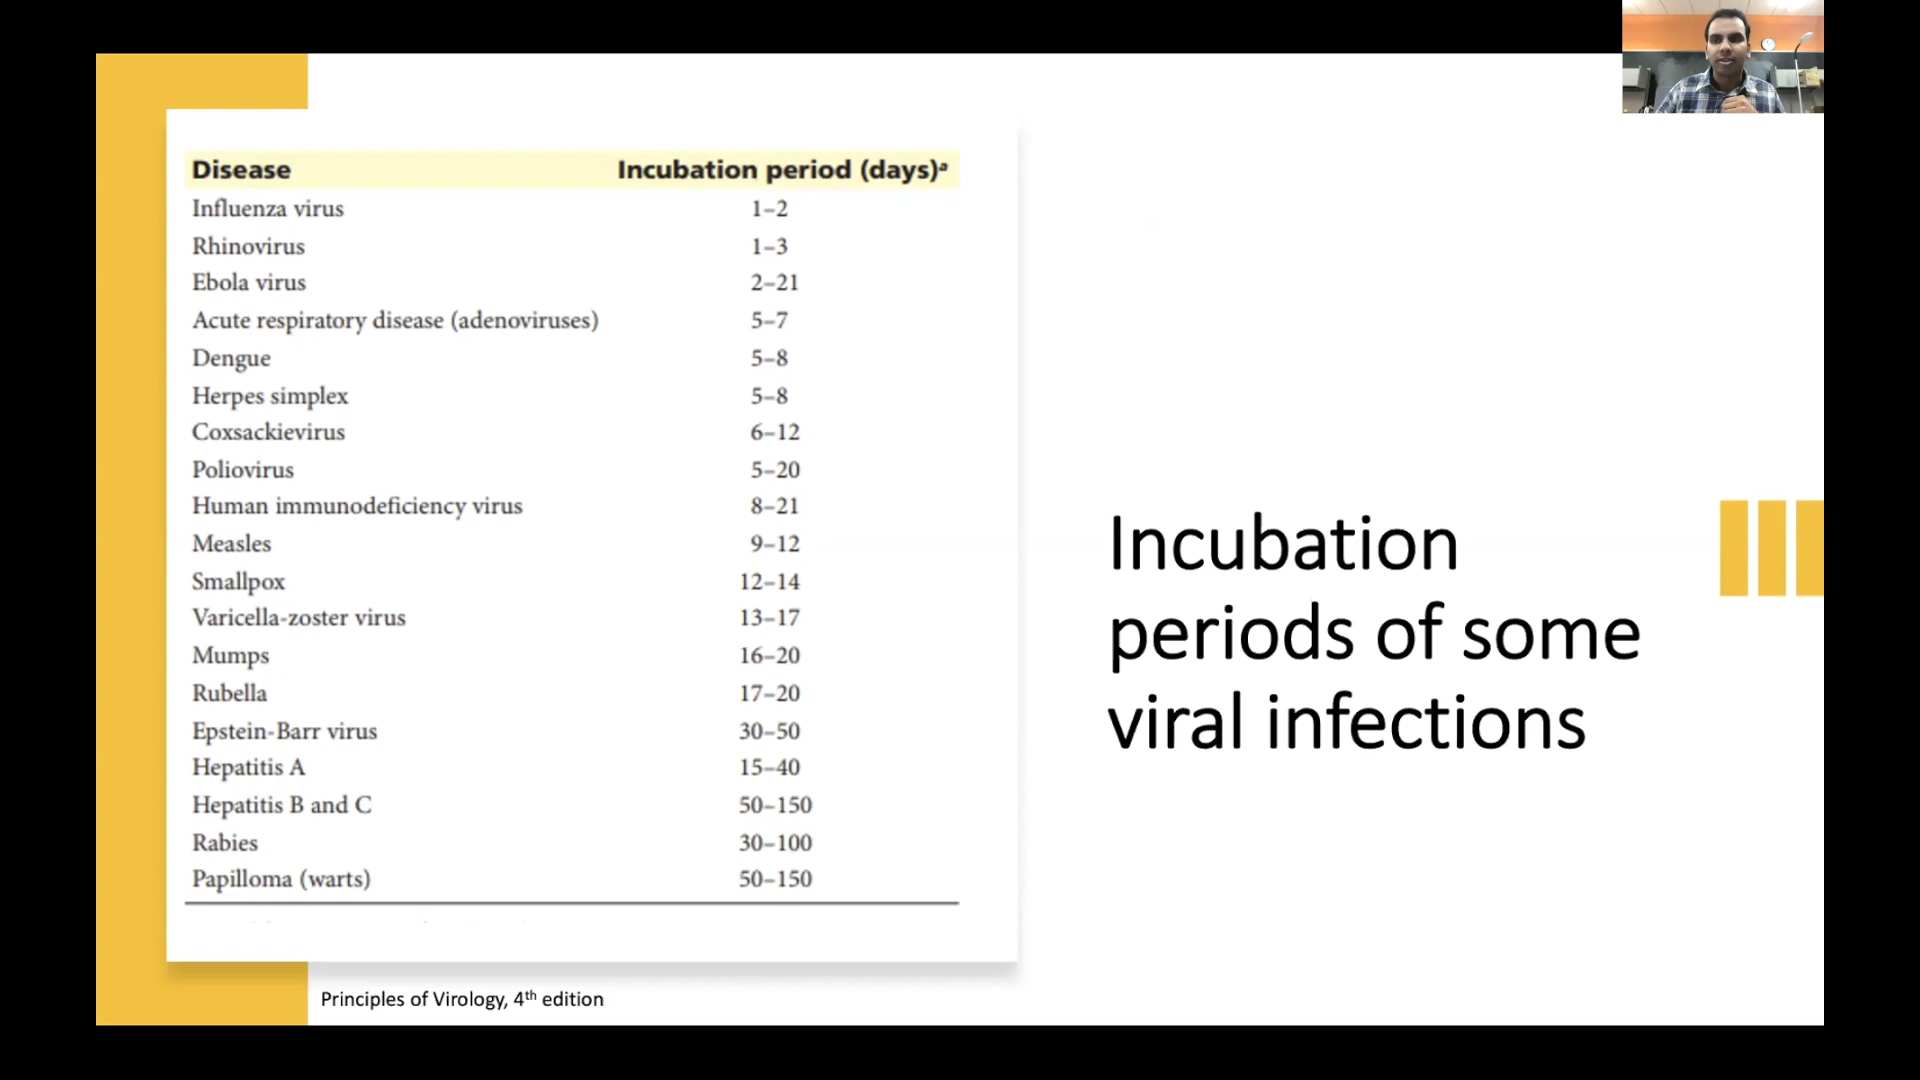 Disease Incubation period (days)ᵃ
Influenza virus 1–2
Rhinovirus 1–3
Ebola virus 2–21
Acute respiratory disease (adenoviruses) 5–7
Dengue 5–8
Herpes simplex 5–8
Coxsackievirus 6–12
Poliovirus 5–20
Human immunodeficiency virus 8–21
Measles 9–12
Smallpox 12–14
Varicella-zoster virus 13–17
Mumps 16–20
Rubella 17–20
Epstein-Barr virus 30–50
Hepatitis A 15–40
Hepatitis B and C 50–150
Rabies 30–100
Papilloma (warts) 50–150
Principles of Virology, 4th edition
Incubation
periods of some
viral infections